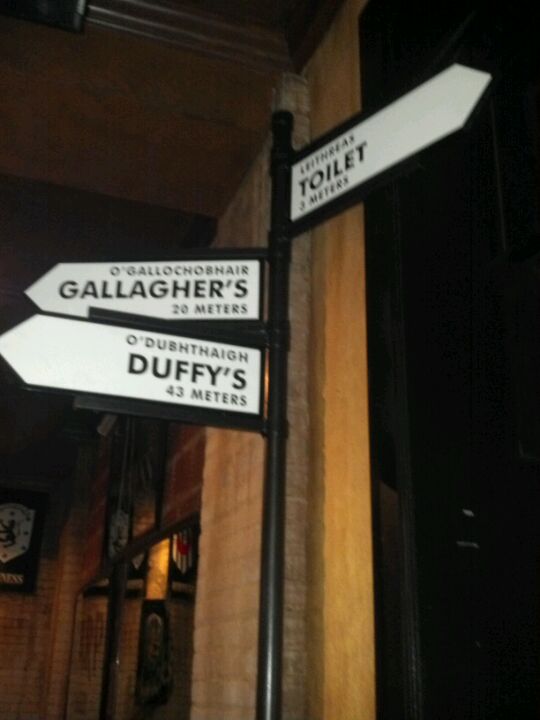 LEITHREAS
TOILET
3 METERS
O'GALLOCHOBHAIR
GALLAGHER'S
20 METERS
O'DUBHTHAIGH
DUFFY'S
43 METERS